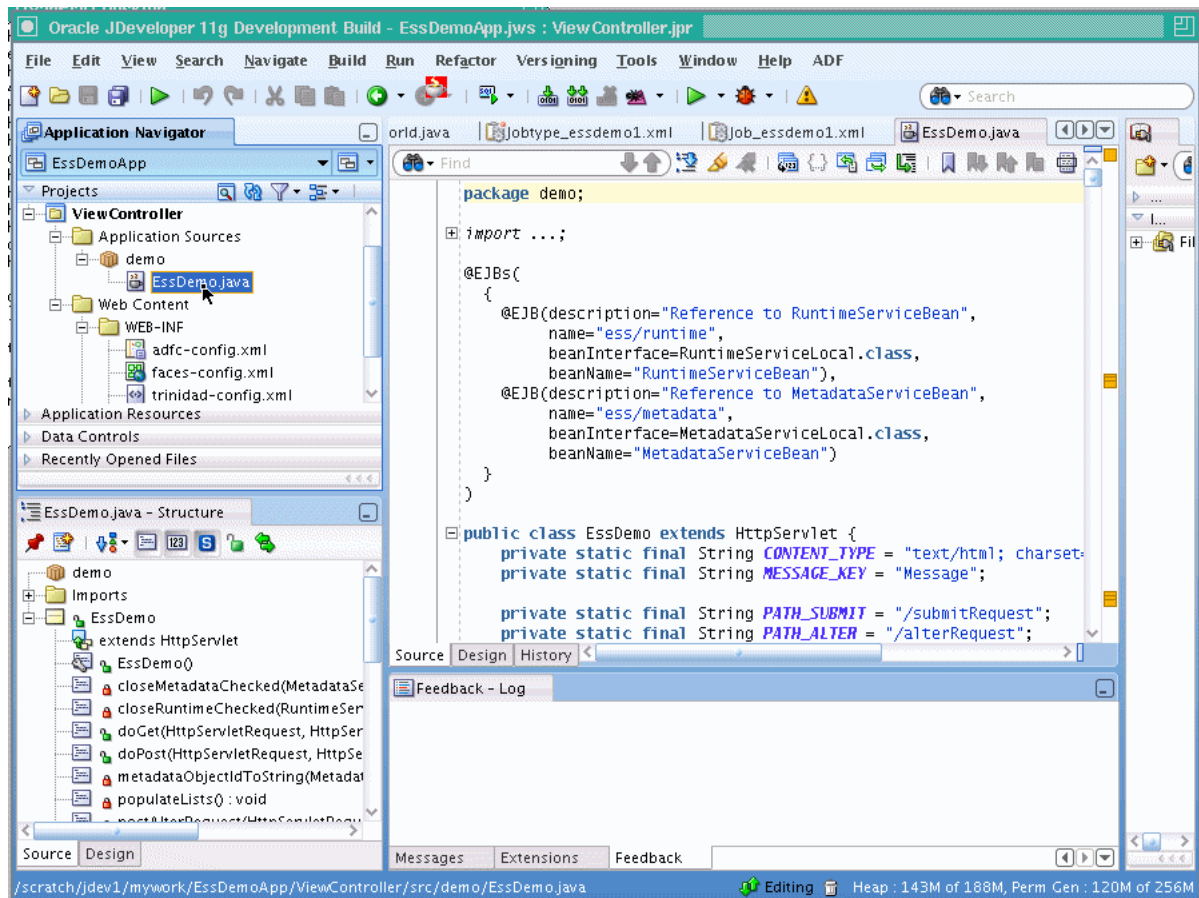 Oracle JDeveloper 11g Development Build - EssDemoApp.jws : ViewController.jpr
File Edit View Search Navigate Build Run Refactor Versioning Tools Window Help ADF
Search
Application Navigator
EssDemoApp
Projects
ViewController
Application Sources
demo
EssDemo.java
Web Content
WEB-INF
adfc-config.xml
faces-config.xml
trinidad-config.xml
Application Resources
Data Controls
Recently Opened Files
EssDemo.java - Structure
demo
Imports
EssDemo
extends HttpServlet
EssDemo()
closeMetadataChecked(MetadataSe
closeRuntimeChecked(RuntimeSer
doGet(HttpServletRequest, HttpSer
doPost(HttpServletRequest, HttpSe
metadataObjectIdToString(Metadat
populateLists() : void
Source Design
orld.java Jobtype_essdemo1.xml Job_essdemo1.xml EssDemo.java
Find
package demo;
import ...;
@EJBs(
{
@EJB(description="Reference to RuntimeServiceBean",
name="ess/runtime",
beanInterface=RuntimeServiceLocal.class,
beanName="RuntimeServiceBean"),
@EJB(description="Reference to MetadataServiceBean",
name="ess/metadata",
beanInterface=MetadataServiceLocal.class,
beanName="MetadataServiceBean")
}
)
public class EssDemo extends HttpServlet {
private static final String CONTENT_TYPE = "text/html; charset=
private static final String MESSAGE_KEY = "Message";
private static final String PATH_SUBMIT = "/submitRequest";
private static final String PATH_ALTER = "/alterRequest";
Source Design History
Feedback - Log
Messages Extensions Feedback
...
I...
Fil
/scratch/jdev1/mywork/EssDemoApp/ViewController/src/demo/EssDemo.java
Editing Heap : 143M of 188M, Perm Gen : 120M of 256M